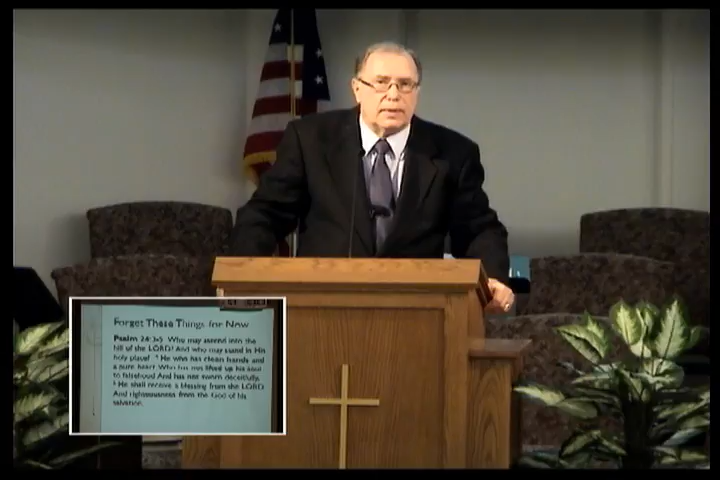 Forget These Things for Now
Psalm 24:3-5 Who may ascend into the
hill of the LORD? And who may stand in His
holy place? 4 He who has clean hands and
a pure heart, Who has not lifted up his soul
to falsehood And has not sworn deceitfully.
5 He shall receive a blessing from the LORD
And righteousness from the God of his
salvation.